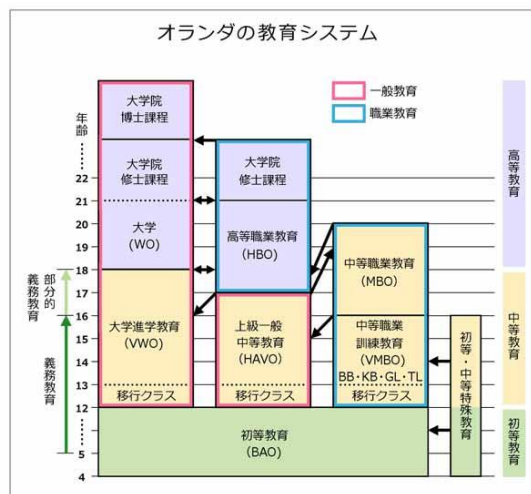 オランダの教育システム
一般教育
職業教育
年齢
22
21
20
19
18
17
16
15
14
13
12
5
4
部分的
義務教育
義務教育
大学院
博士課程
大学院
修士課程
大学
(WO)
大学進学教育
(VWO)
移行クラス
大学院
修士課程
高等職業教育
(HBO)
上級一般
中等教育
(HAVO)
移行クラス
中等職業教育
(MBO)
中等職業
訓練教育
(VMBO)
BB・KB・GL・TL
移行クラス
初等教育
(BAO)
初等・中等特殊教育
高等教育
中等教育
初等教育